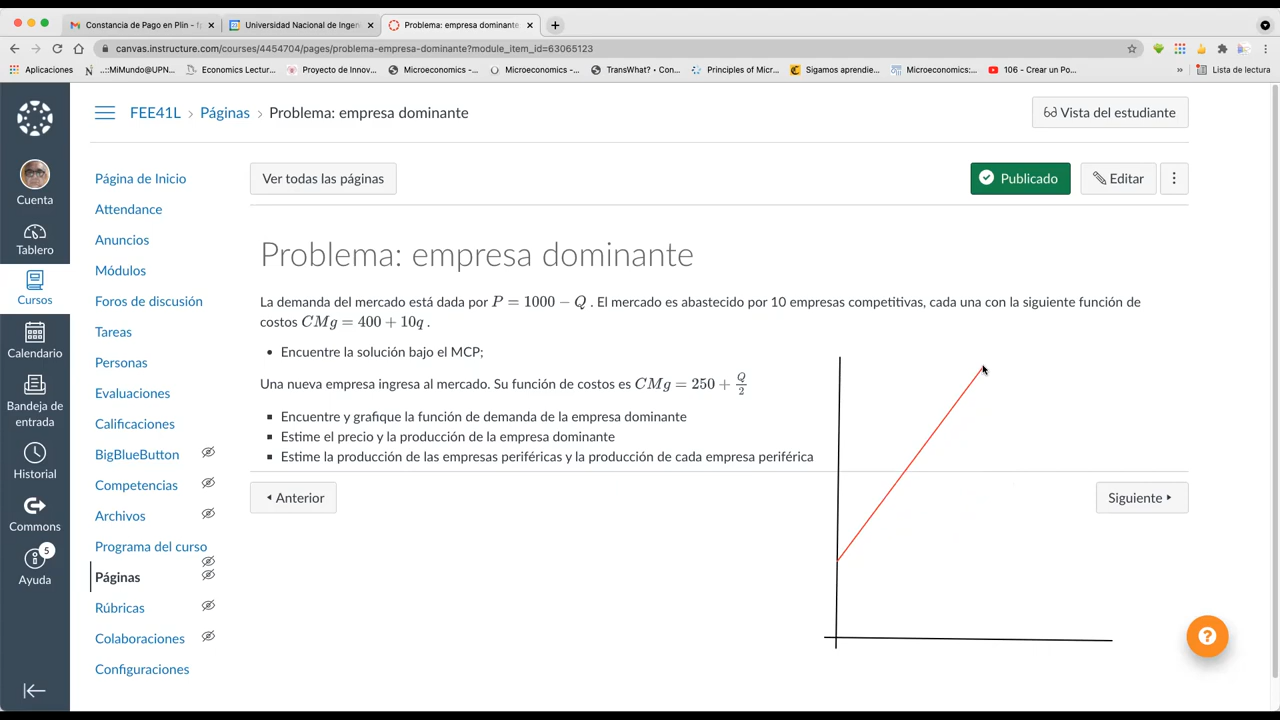 Constancia de Pago en Plin - f
Universidad Nacional de Ingen
Problema: empresa dominante
canvas.instructure.com/courses/4454704/pages/problema-empresa-dominante?module_item_id=63065123
Aplicaciones N ..::MiMundo@UPN... Economics Lectur... Proyecto de Innov... Microeconomics -... Microeconomics:... TransWhat? • Con... Principles of Micr... Sigamos aprendie... Microeconomic:... 106 - Crear un Po... » Lista de lectura
FEE41L > Páginas > Problema: empresa dominante
Vista del estudiante
Cuenta
Tablero
Cursos
Calendario
Bandeja de
entrada
Historial
Commons
5
Ayuda
Página de Inicio
Attendance
Anuncios
Módulos
Foros de discusión
Tareas
Personas
Evaluaciones
Calificaciones
BigBlueButton
Competencias
Archivos
Programa del curso
Páginas
Rúbricas
Colaboraciones
Configuraciones
Ver todas las páginas
Publicado
Editar
Problema: empresa dominante
La demanda del mercado está dada por P = 1000 − Q . El mercado es abastecido por 10 empresas competitivas, cada una con la siguiente función de
costos CMg = 400 + 10q .
• Encuentre la solución bajo el MCP;
Una nueva empresa ingresa al mercado. Su función de costos es CMg = 250 + Q/2
▪ Encuentre y grafique la función de demanda de la empresa dominante
▪ Estime el precio y la producción de la empresa dominante
▪ Estime la producción de las empresas periféricas y la producción de cada empresa periférica
Anterior
Siguiente
?